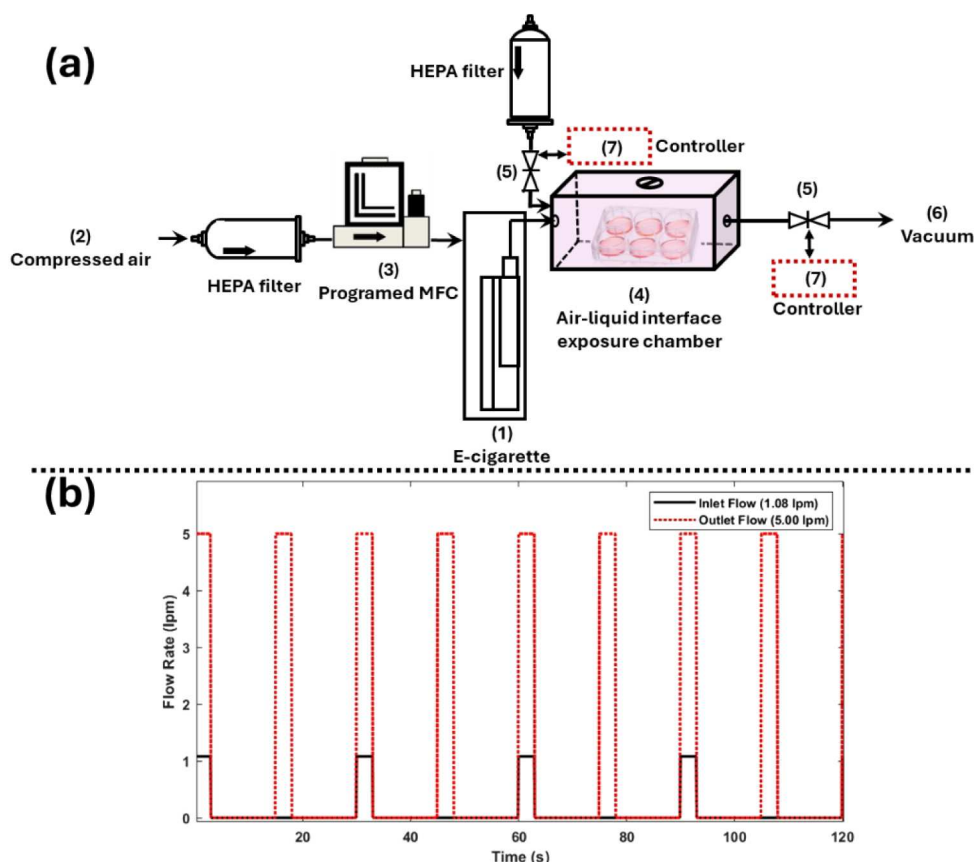 (a)
HEPA filter
(7)
Controller
(5)
(5)
(6)
Vacuum
(2)
Compressed air
HEPA filter
(3)
Programed MFC
(7)
Controller
(4)
Air-liquid interface
exposure chamber
(1)
E-cigarette
(b)
Inlet Flow (1.08 lpm)
Outlet Flow (5.00 lpm)
Flow Rate (lpm)
5
4
3
2
1
0
20
40
60
80
100
120
Time (s)